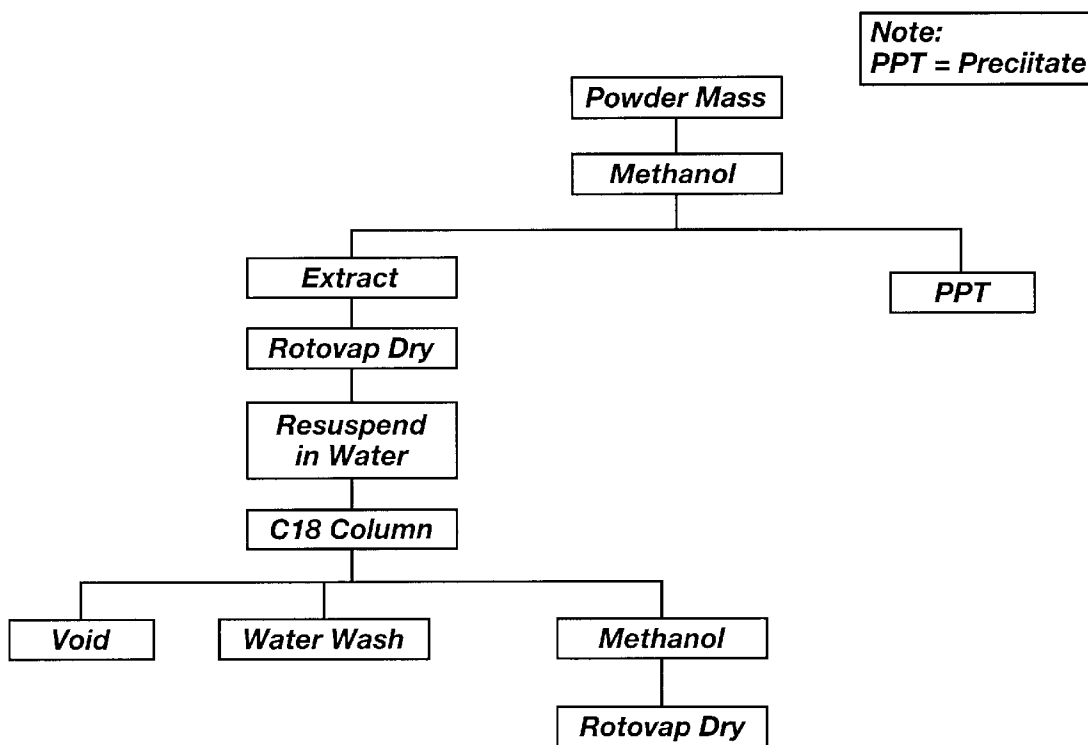 Note:
PPT = Preciitate
Powder Mass
Methanol
Extract
PPT
Rotovap Dry
Resuspend
in Water
C18 Column
Void
Water Wash
Methanol
Rotovap Dry